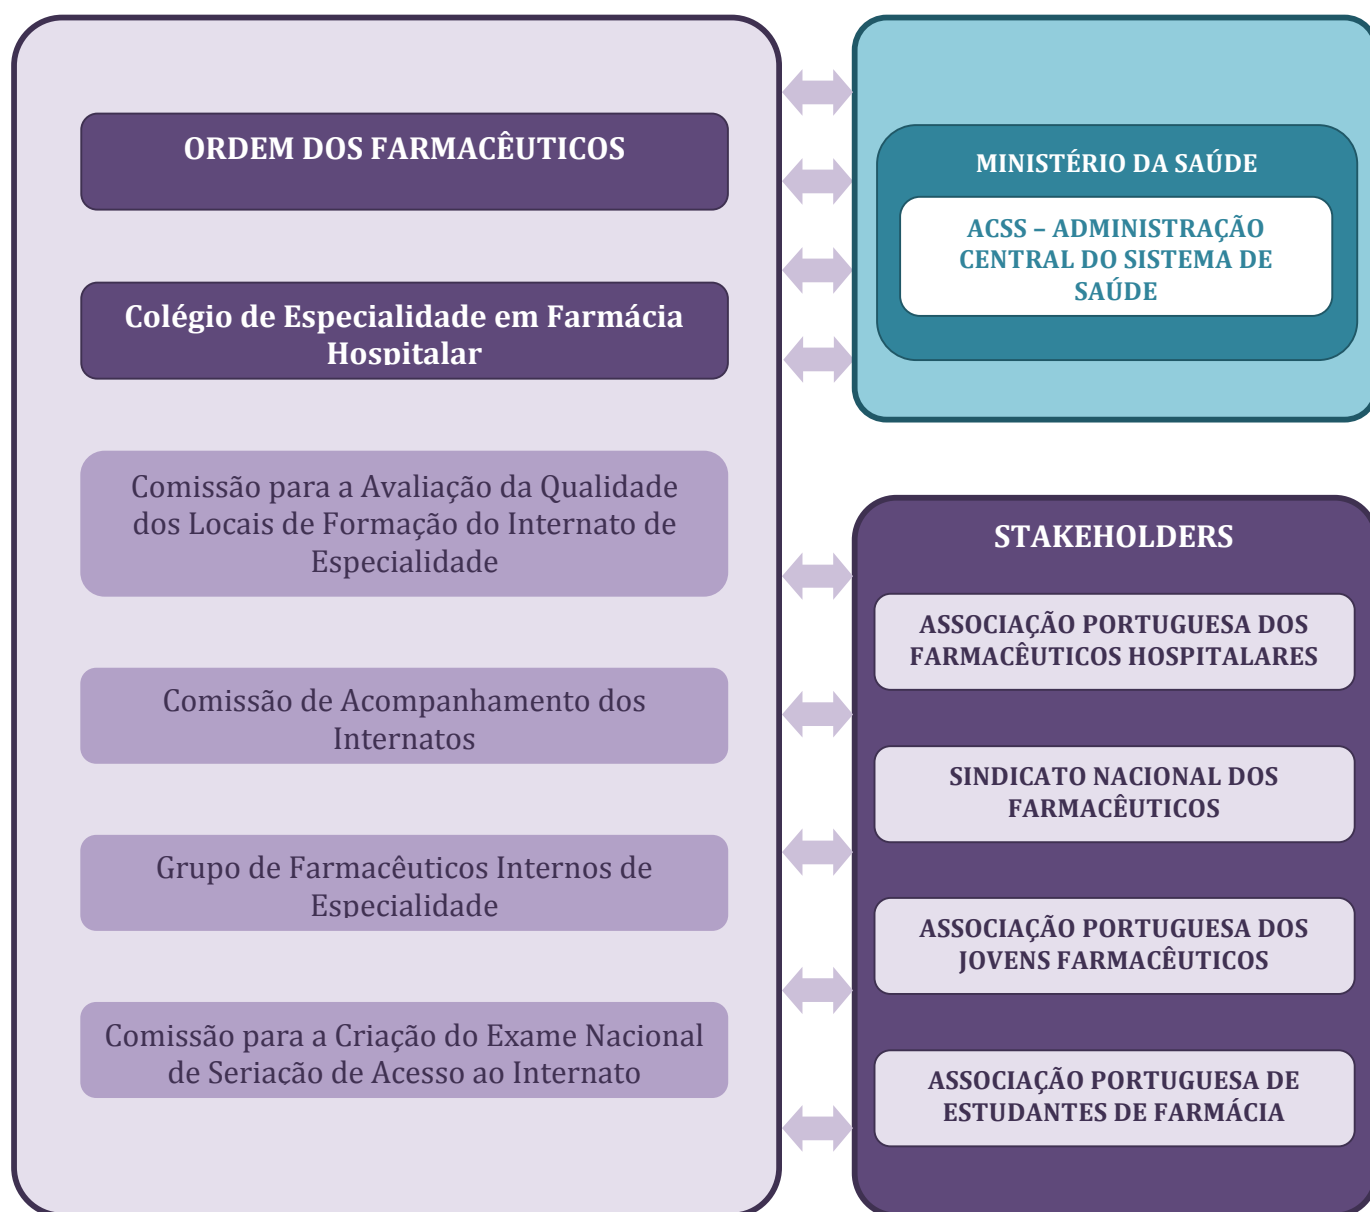 ORDEM DOS FARMACÊUTICOS
Colégio de Especialidade em Farmácia
Hospitalar
Comissão para a Avaliação da Qualidade
dos Locais de Formação do Internato de
Especialidade
Comissão de Acompanhamento dos
Internatos
Grupo de Farmacêuticos Internos de
Especialidade
Comissão para a Criação do Exame Nacional
de Seriação de Acesso ao Internato
MINISTÉRIO DA SAÚDE
ACSS – ADMINISTRAÇÃO
CENTRAL DO SISTEMA DE
SAÚDE
STAKEHOLDERS
ASSOCIAÇÃO PORTUGUESA DOS
FARMACÊUTICOS HOSPITALARES
SINDICATO NACIONAL DOS
FARMACÊUTICOS
ASSOCIAÇÃO PORTUGUESA DOS
JOVENS FARMACÊUTICOS
ASSOCIAÇÃO PORTUGUESA DE
ESTUDANTES DE FARMÁCIA